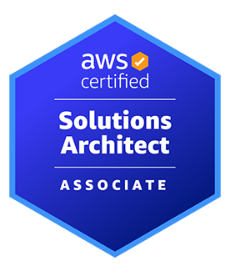 aws
certified
Solutions
Architect
ASSOCIATE